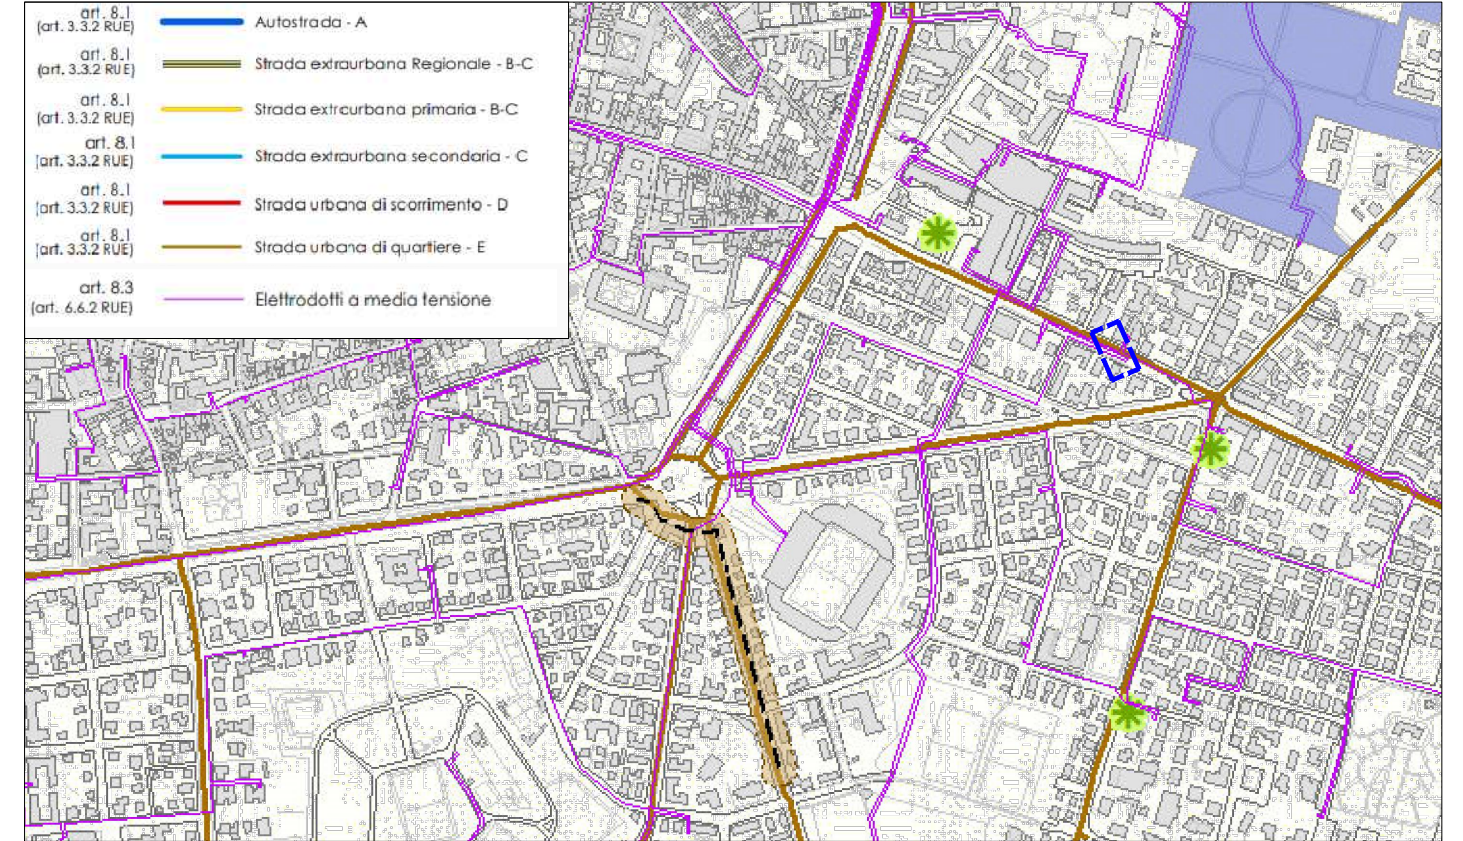 art. 8.1
(art. 3.3.2 RUE)
Autostrada - A
art. 8.1
(art. 3.3.2 RUE)
Strada extraurbana Regionale - B-C
art. 8.1
(art. 3.3.2 RUE)
Strada extrcurbana primaria - B-C
art. 8.1
(art. 3.3.2 RUE)
Strada extraurbana secondaria - C
art. 8.1
(art. 3.3.2 RUE)
Strada urbana di scorrimento - D
art. 8.1
(art. 3.3.2 RUE)
Strada urbana di quartiere - E
art. 8.3
(art. 6.6.2 RUE)
Elettrodotti a media tensione